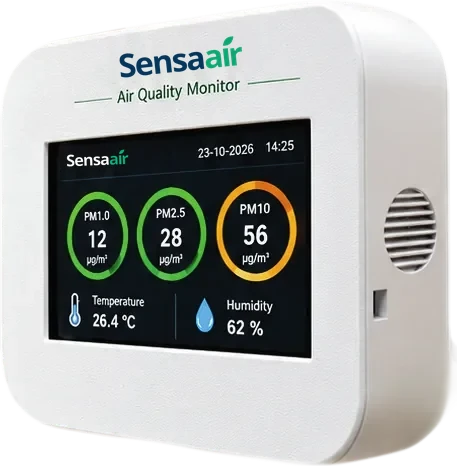 Sensaair
Air Quality Monitor
Sensaair 23-10-2026 14:25
PM1.0 PM2.5 PM10
12 28 56
µg/m³ µg/m³ µg/m³
Temperature Humidity
26.4 °C 62 %